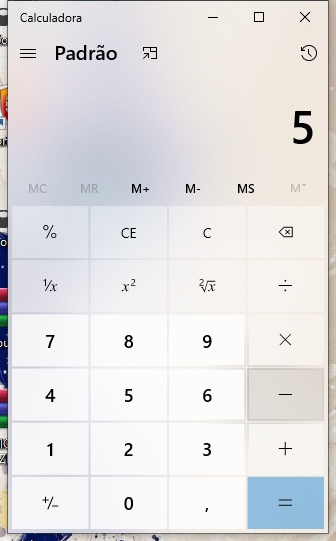 Calculadora
Padrão
5
MC MR M+ M- MS M˅
% CE C
¹/x x² ²√x ÷
7 8 9 ×
4 5 6 −
1 2 3 +
+/− 0 , =